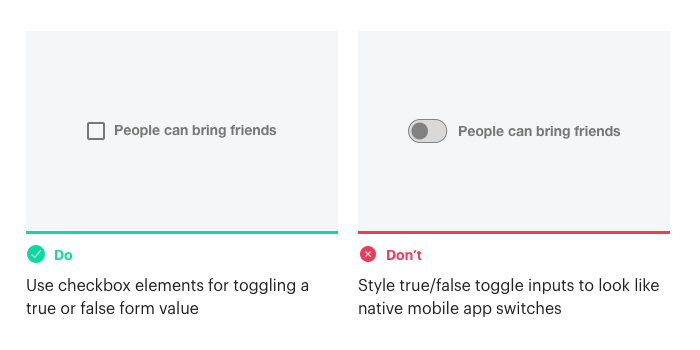 People can bring friends
Do
Use checkbox elements for toggling a
true or false form value
People can bring friends
Don’t
Style true/false toggle inputs to look like
native mobile app switches